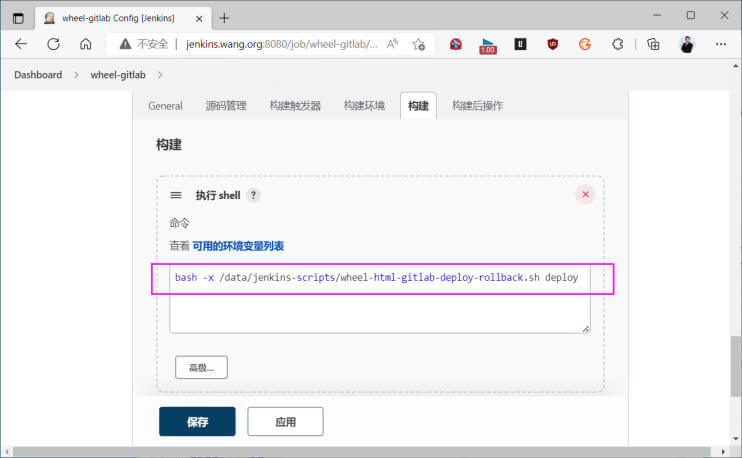 wheel-gitlab Config [Jenkins]
不安全 | jenkins.wang.org:8080/job/wheel-gitlab/...
1.00
Dashboard > wheel-gitlab >
General 源码管理 构建触发器 构建环境 构建 构建后操作
构建
执行 shell ?
命令
查看 可用的环境变量列表
bash -x /data/jenkins-scripts/wheel-html-gitlab-deploy-rollback.sh deploy
高级...
保存 应用